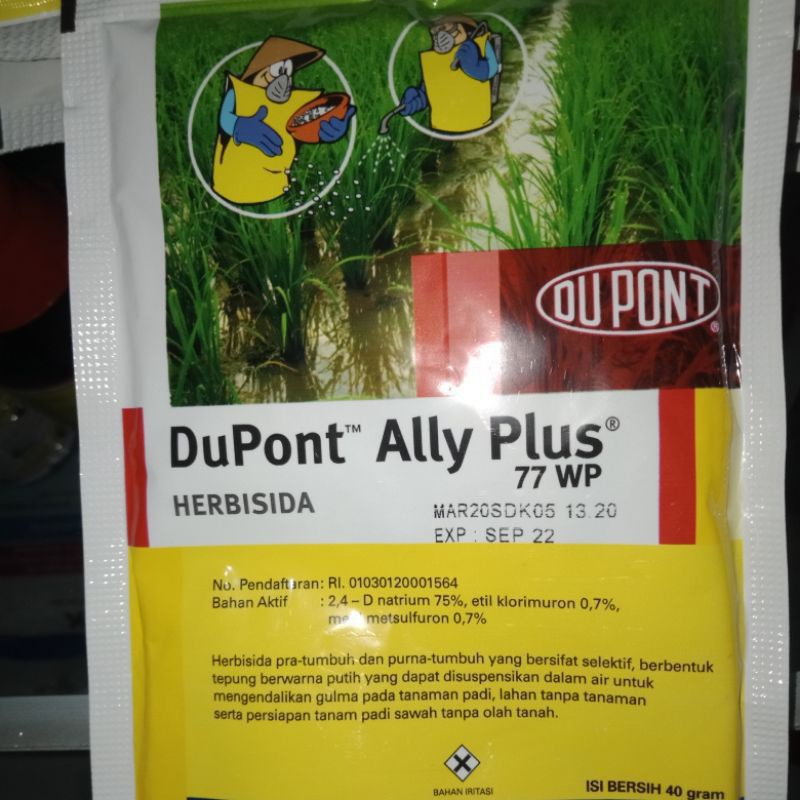 DU PONT®
DuPont™ Ally Plus®
77 WP
HERBISIDA
MAR20SDK05 13.20
EXP : SEP 22
No. Pendaftaran: RI. 01030120001564
Bahan Aktif : 2,4 – D natrium 75%, etil klorimuron 0,7%,
metsulfuron 0,7%
Herbisida pra-tumbuh dan purna-tumbuh yang bersifat selektif, berbentuk
tepung berwarna putih yang dapat disuspensikan dalam air untuk
mengendalikan gulma pada tanaman padi, lahan tanpa tanaman
serta persiapan tanam padi sawah tanpa olah tanah.
BAHAN IRITASI
ISI BERSIH 40 gram